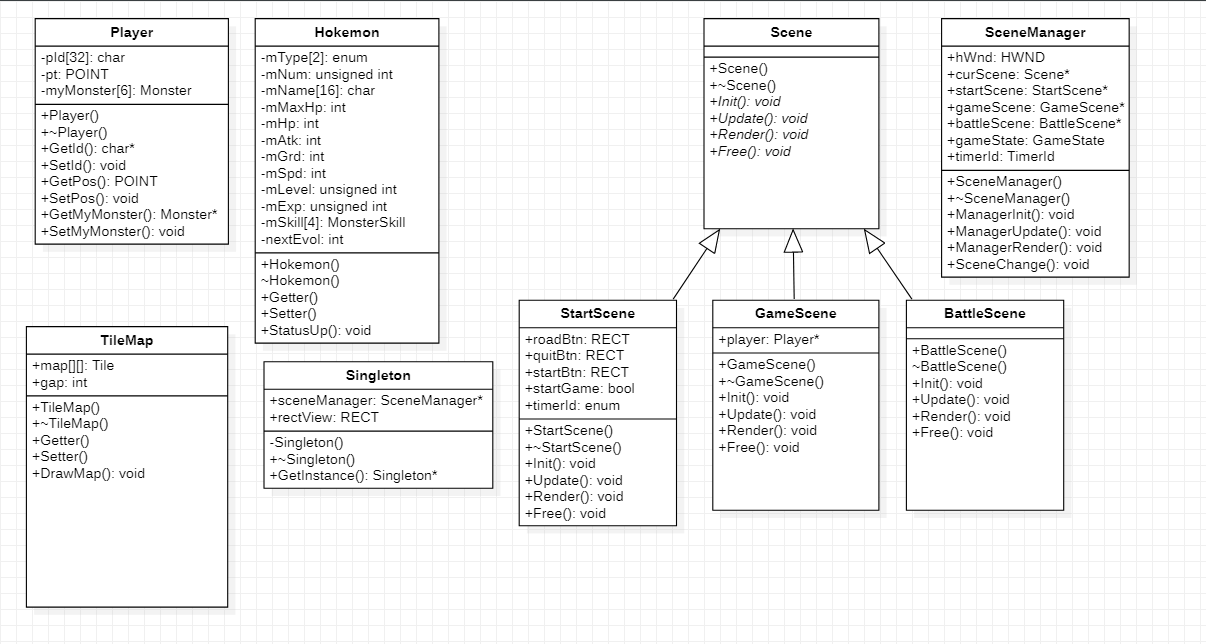 Player
-pId[32]: char
-pt: POINT
-myMonster[6]: Monster
+Player()
+~Player()
+GetId(): char*
+SetId(): void
+GetPos(): POINT
+SetPos(): void
+GetMyMonster(): Monster*
+SetMyMonster(): void
Hokemon
-mType[2]: enum
-mNum: unsigned int
-mName[16]: char
-mMaxHp: int
-mHp: int
-mAtk: int
-mGrd: int
-mSpd: int
-mLevel: unsigned int
-mExp: unsigned int
-mSkill[4]: MonsterSkill
-nextEvol: int
+Hokemon()
~Hokemon()
+Getter()
+Setter()
+StatusUp(): void
Scene
+Scene()
+~Scene()
+Init(): void
+Update(): void
+Render(): void
+Free(): void
SceneManager
+hWnd: HWND
+curScene: Scene*
+startScene: StartScene*
+gameScene: GameScene*
+battleScene: BattleScene*
+gameState: GameState
+timerId: TimerId
+SceneManager()
+~SceneManager()
+ManagerInit(): void
+ManagerUpdate(): void
+ManagerRender(): void
+SceneChange(): void
TileMap
+map[][]: Tile
+gap: int
+TileMap()
+~TileMap()
+Getter()
+Setter()
+DrawMap(): void
Singleton
+sceneManager: SceneManager*
+rectView: RECT
-Singleton()
+~Singleton()
+GetInstance(): Singleton*
StartScene
+roadBtn: RECT
+quitBtn: RECT
+startBtn: RECT
+startGame: bool
+timerId: enum
+StartScene()
+~StartScene()
+Init(): void
+Update(): void
+Render(): void
+Free(): void
GameScene
+player: Player*
+GameScene()
+~GameScene()
+Init(): void
+Update(): void
+Render(): void
+Free(): void
BattleScene
+BattleScene()
~BattleScene()
+Init(): void
+Update(): void
+Render(): void
+Free(): void